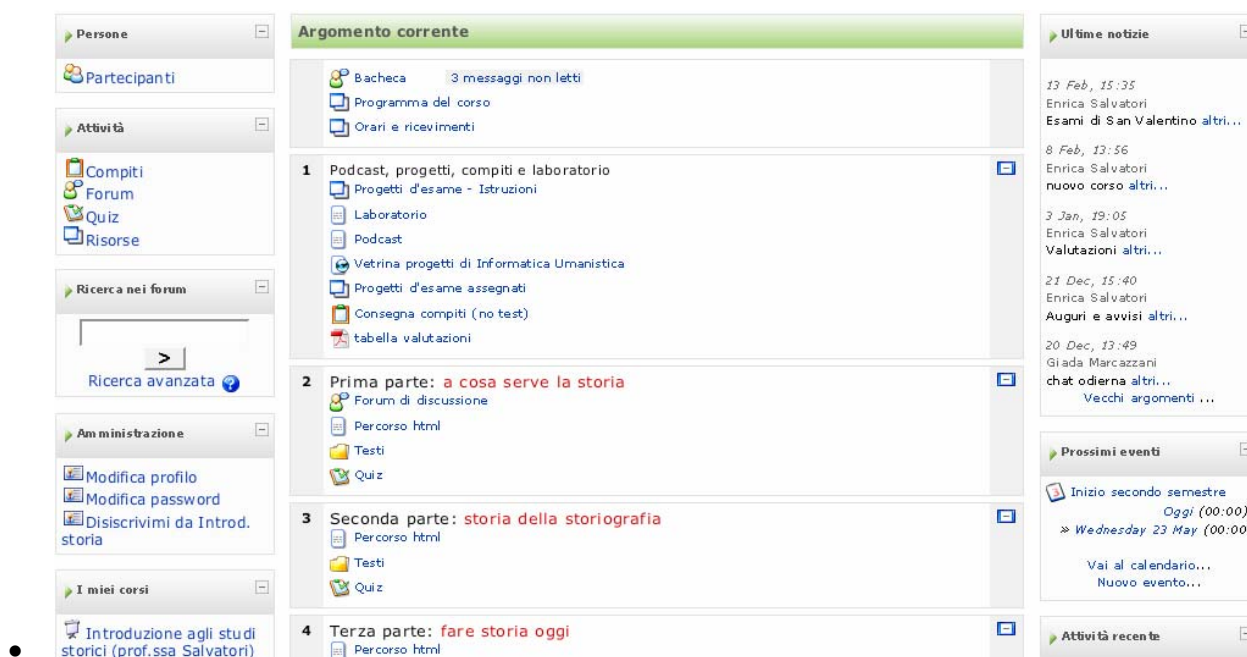 Persone
Partecipanti
Attività
Compiti
Forum
Quiz
Risorse
Ricerca nei forum
>
Ricerca avanzata ?
Amministrazione
Modifica profilo
Modifica password
Disiscrivimi da Introd.
storia
I miei corsi
Introduzione agli studi
storici (prof.ssa Salvatori)
Argomento corrente
Bacheca 3 messaggi non letti
Programma del corso
Orari e ricevimenti
1 Podcast, progetti, compiti e laboratorio
Progetti d'esame - Istruzioni
Laboratorio
Podcast
Vetrina progetti di Informatica Umanistica
Progetti d'esame assegnati
Consegna compiti (no test)
tabella valutazioni
2 Prima parte: a cosa serve la storia
Forum di discussione
Percorso html
Testi
Quiz
3 Seconda parte: storia della storiografia
Percorso html
Testi
Quiz
4 Terza parte: fare storia oggi
Percorso html
Ultime notizie
13 Feb, 15:35
Enrica Salvatori
Esami di San Valentino altri...
8 Feb, 13:56
Enrica Salvatori
nuovo corso altri...
3 Jan, 19:05
Enrica Salvatori
Valutazioni altri...
21 Dec, 15:40
Enrica Salvatori
Auguri e avvisi altri...
20 Dec, 13:49
Giada Marcazzani
chat odierna altri...
Vecchi argomenti ...
Prossimi eventi
Inizio secondo semestre
Oggi (00:00)
» Wednesday 23 May (00:00
Vai al calendario...
Nuovo evento...
Attività recente